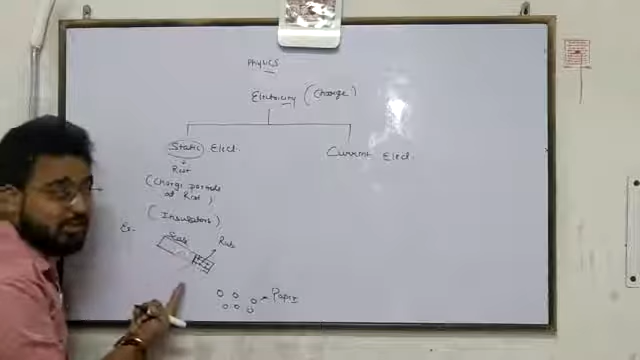 Physics
Electricity (Charge)
Static Elect.
Current Elect.
Rest
(Charge particle
at Rest)
(Insulators)
Ex.
Scale
Rub
Paper